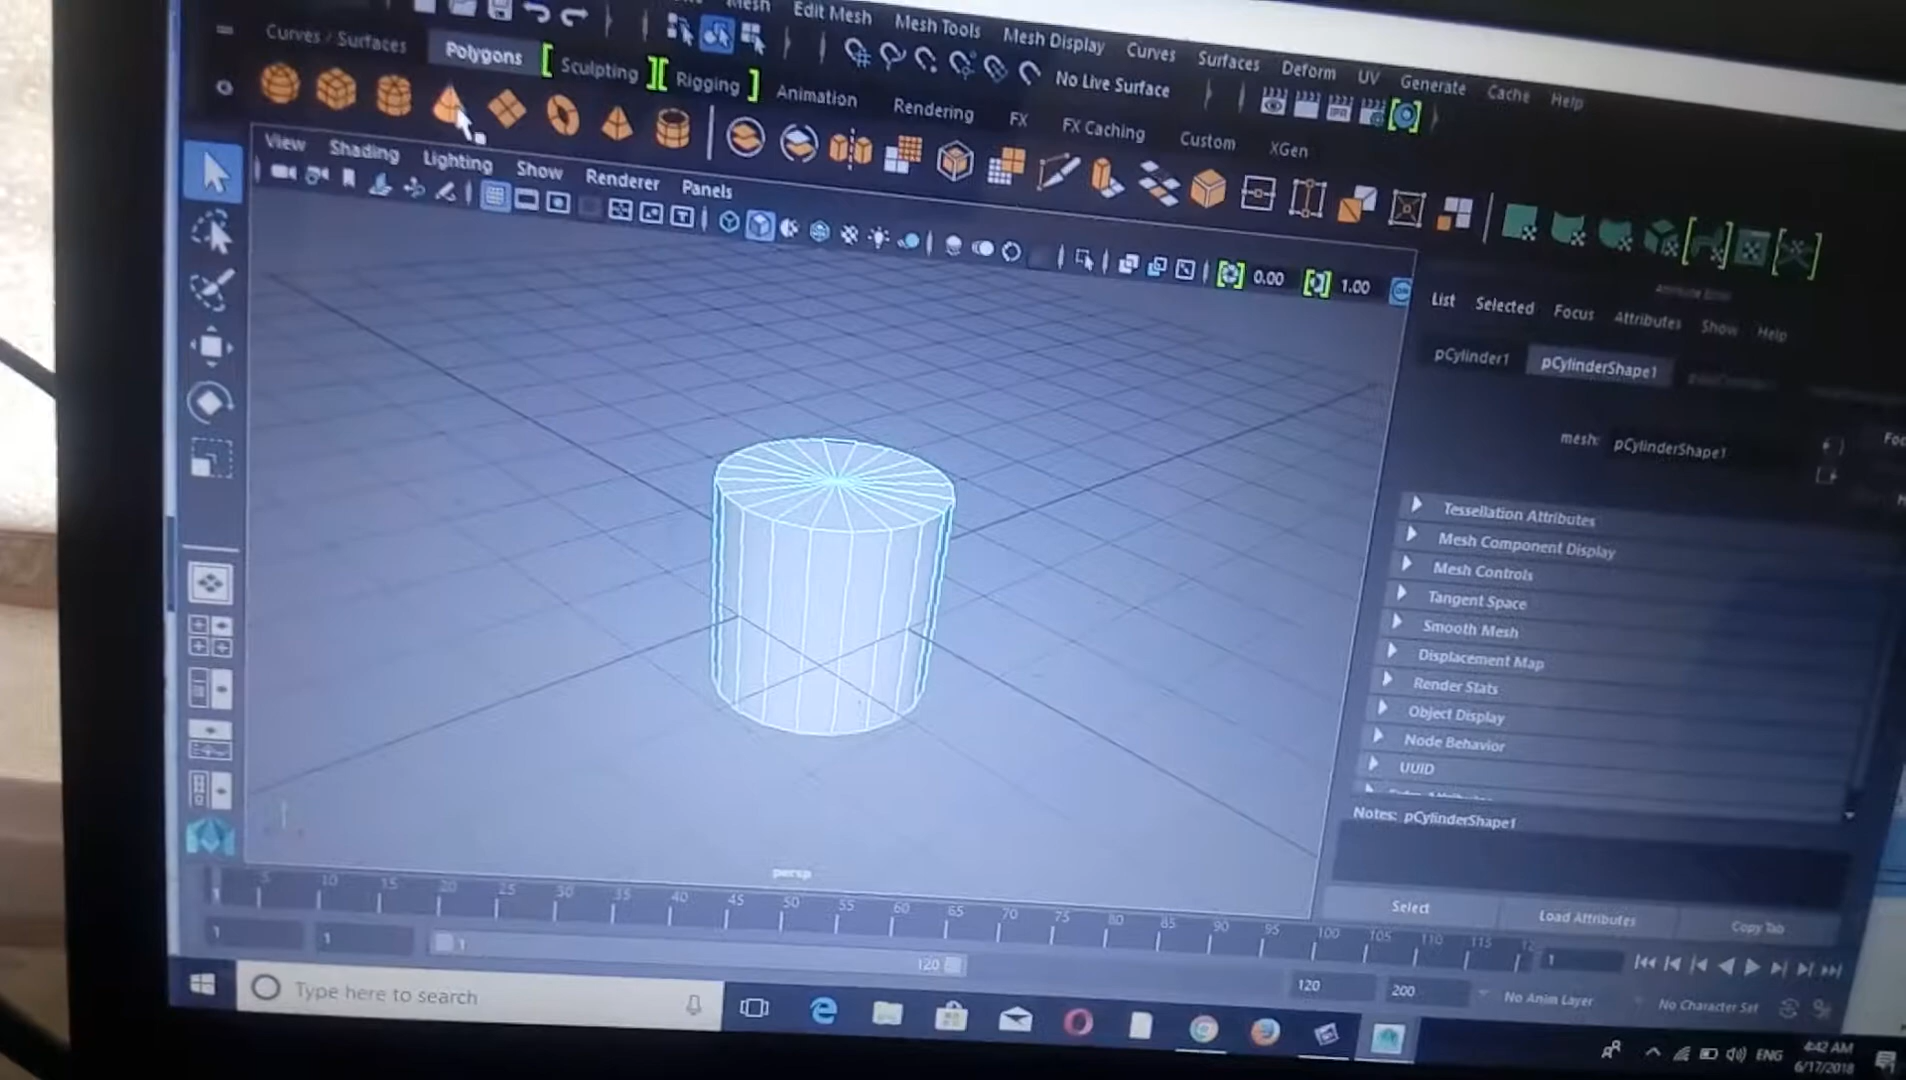 Mesh Edit Mesh Mesh Tools Mesh Display Curves Surfaces Deform UV Generate Cache Help
No Live Surface
Curves / Surfaces Polygons Sculpting Rigging Animation Rendering FX FX Caching Custom XGen
View Shading Lighting Show Renderer Panels
0.00 1.00
List Selected Focus Attributes Show Help
pCylinder1 pCylinderShape1
mesh: pCylinderShape1
Tessellation Attributes
Mesh Component Display
Mesh Controls
Tangent Space
Smooth Mesh
Displacement Map
Render Stats
Object Display
Node Behavior
UUID
Notes: pCylinderShape1
persp
Select Load Attributes Copy Tab
1 5 10 15 20 25 30 35 40 45 50 55 60 65 70 75 80 85 90 95 100 105 110 115 1
1 1 1 120 120 200 No Anim Layer No Character Set
Type here to search
ENG
4:42 AM
6/17/2018